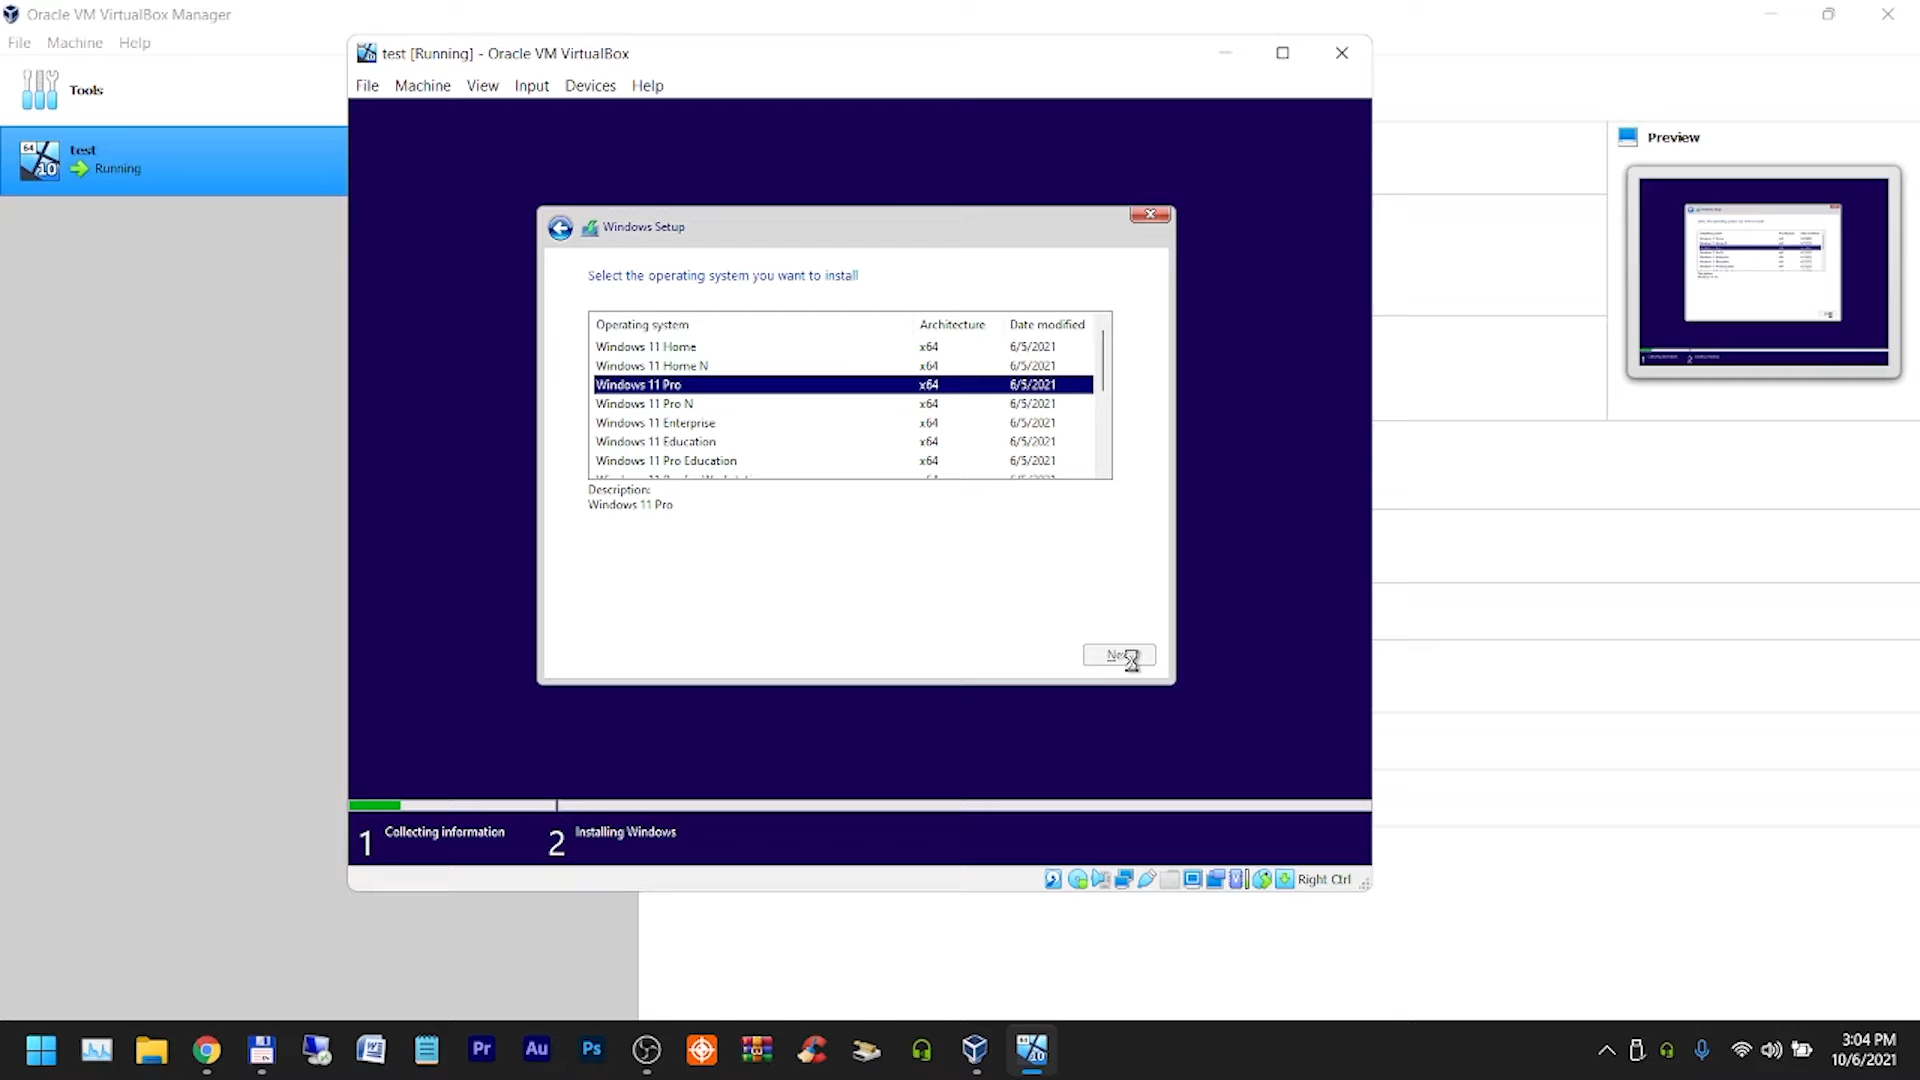 Oracle VM VirtualBox Manager
File Machine Help
Tools
64
10
test
Running
test [Running] - Oracle VM VirtualBox
File Machine View Input Devices Help
Windows Setup
Select the operating system you want to install
Operating system Architecture Date modified
Windows 11 Home x64 6/5/2021
Windows 11 Home N x64 6/5/2021
Windows 11 Pro x64 6/5/2021
Windows 11 Pro N x64 6/5/2021
Windows 11 Enterprise x64 6/5/2021
Windows 11 Education x64 6/5/2021
Windows 11 Pro Education x64 6/5/2021
Description:
Windows 11 Pro
1 Collecting information 2 Installing Windows
Right Ctrl
Preview
Pr Au Ps
3:04 PM
10/6/2021